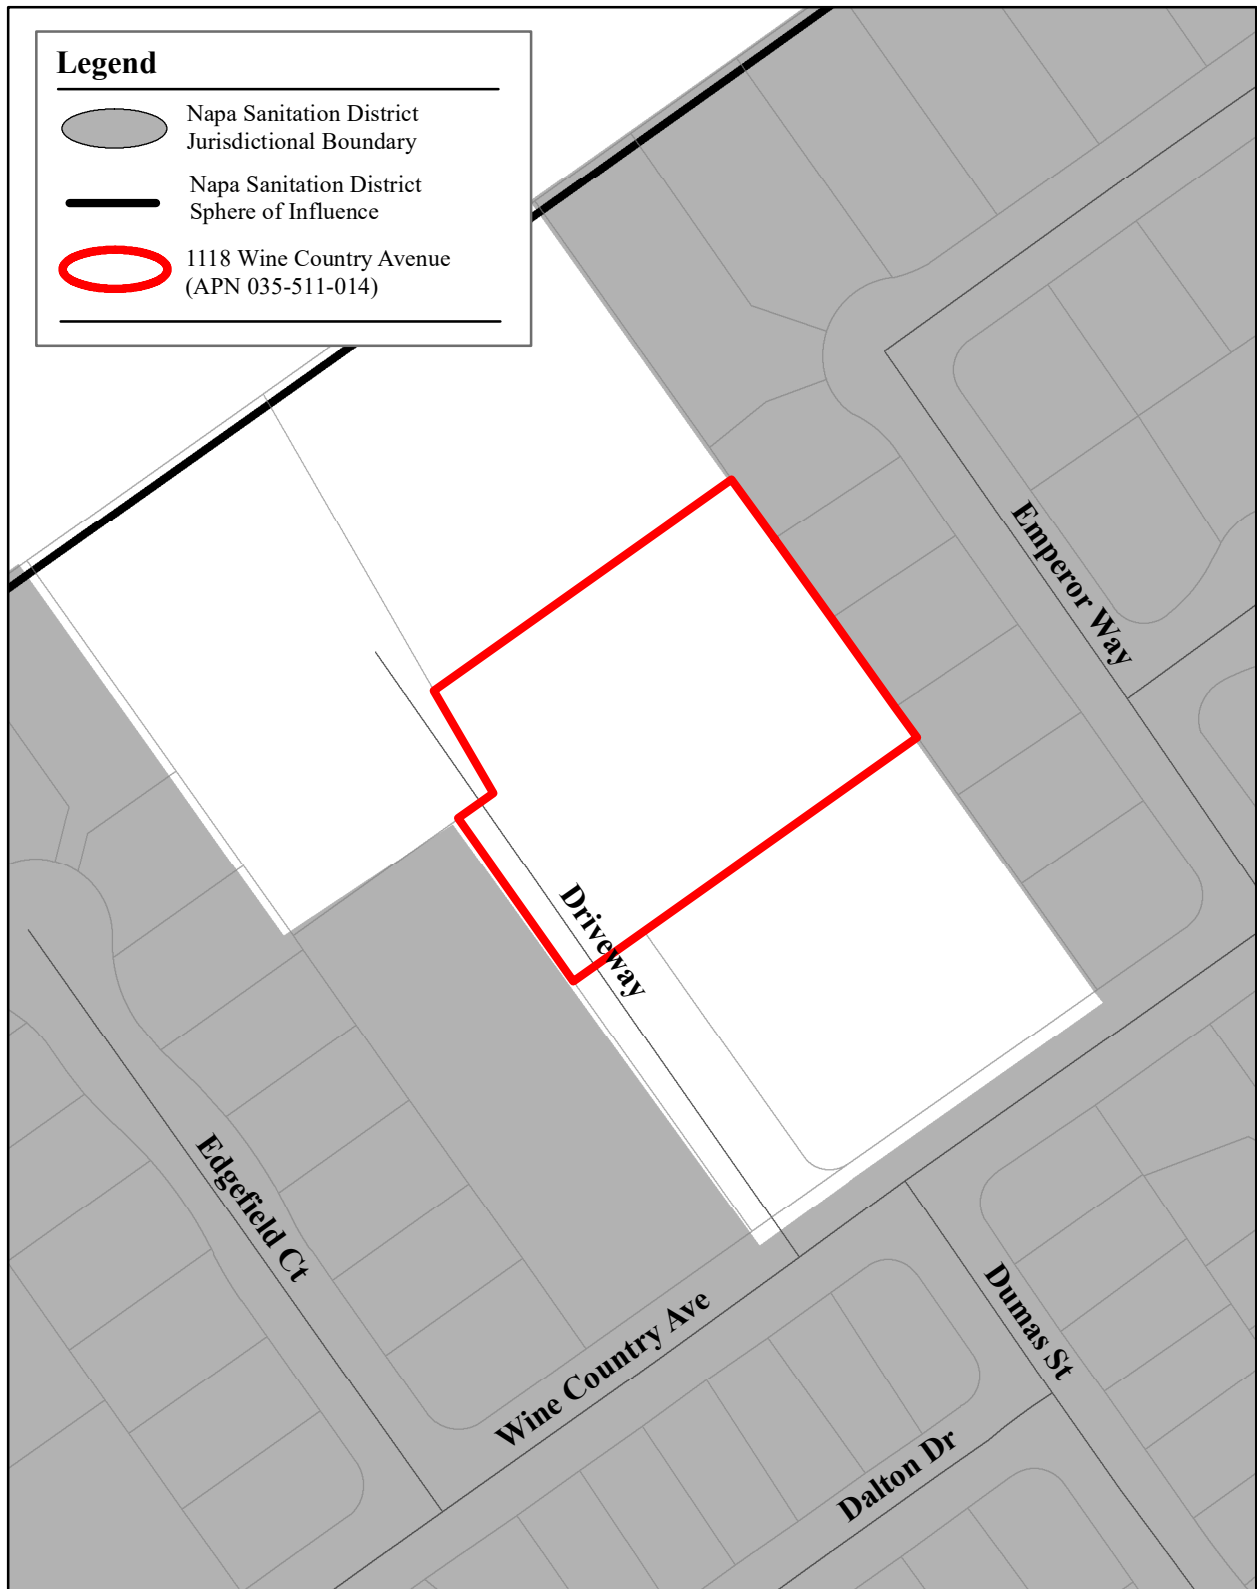 Legend
Napa Sanitation District
Jurisdictional Boundary
Napa Sanitation District
Sphere of Influence
1118 Wine Country Avenue
(APN 035-511-014)
Emperor Way
Driveway
Edgefield Ct
Wine Country Ave
Dumas St
Dalton Dr